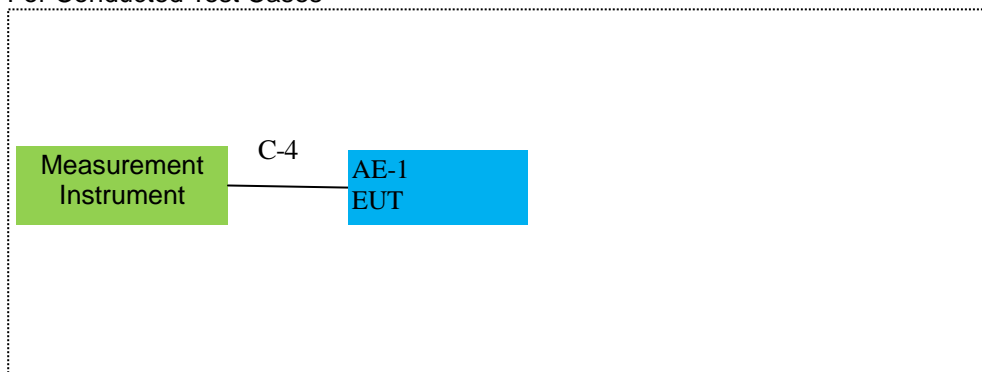 For Conducted Test Cases
Measurement
Instrument
C-4
AE-1
EUT